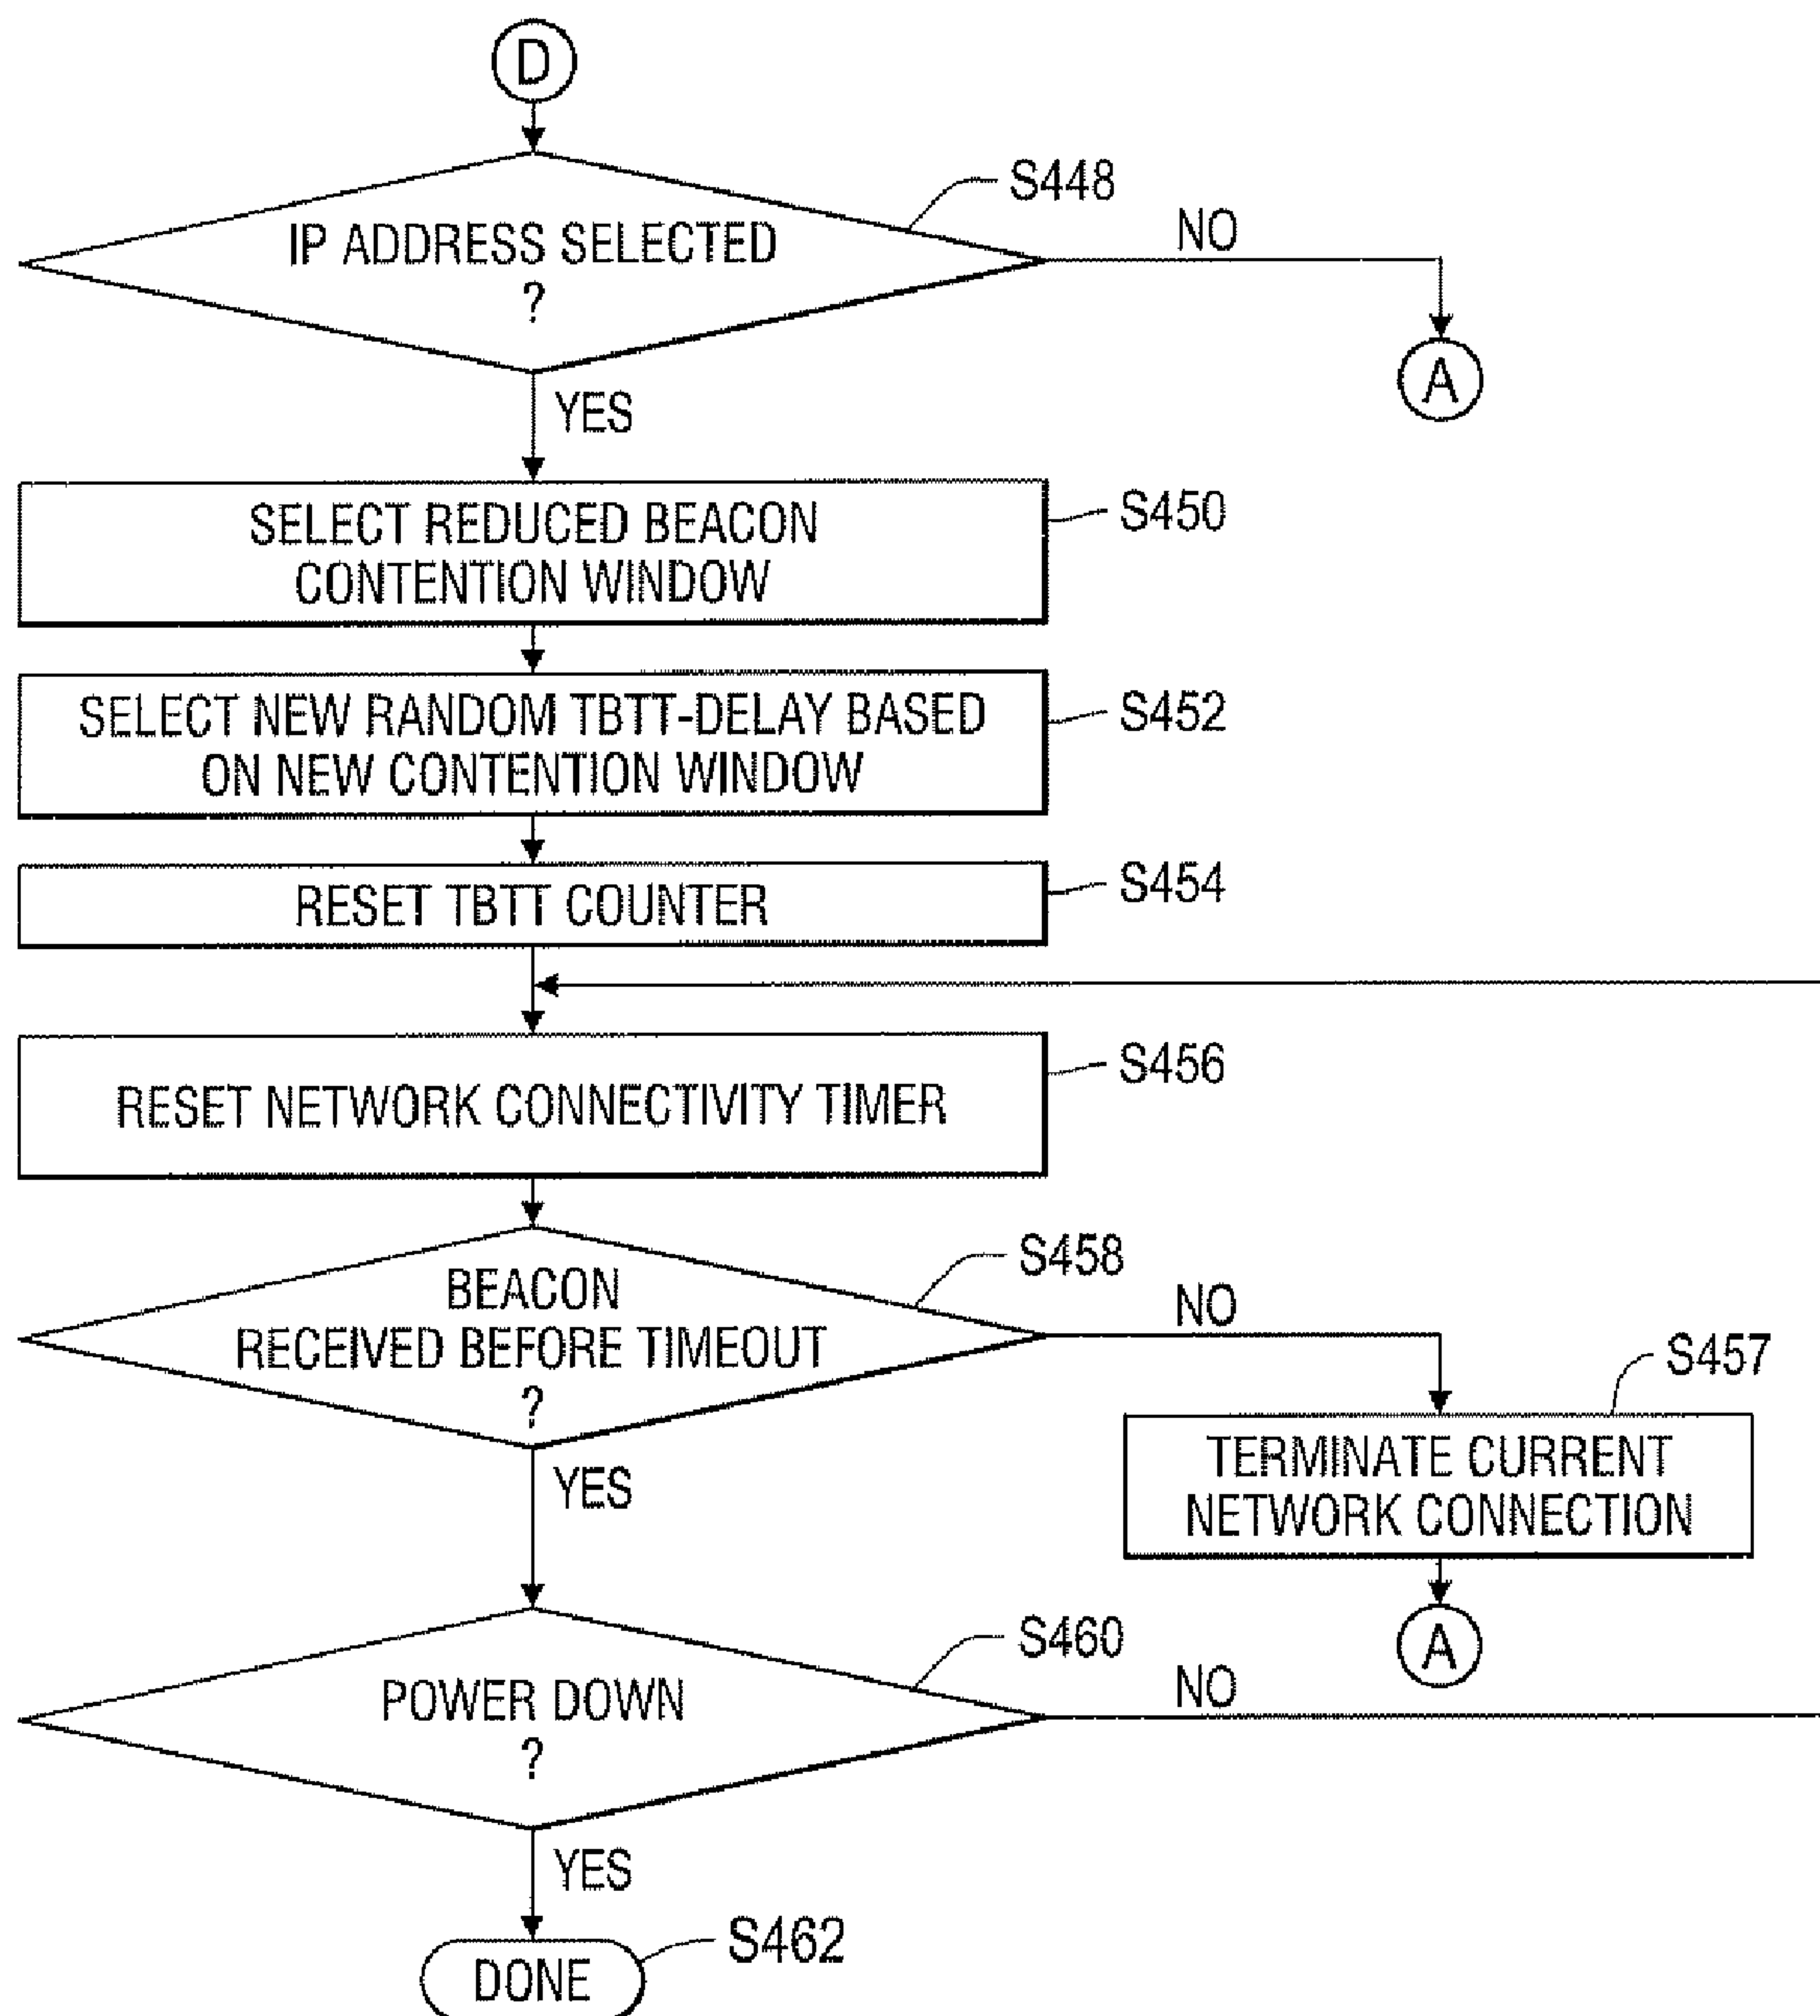 D
S448
IP ADDRESS SELECTED
?
NO
A
YES
SELECT REDUCED BEACON
CONTENTION WINDOW
S450
SELECT NEW RANDOM TBTT-DELAY BASED
ON NEW CONTENTION WINDOW
S452
RESET TBTT COUNTER
S454
RESET NETWORK CONNECTIVITY TIMER
S456
S458
BEACON
RECEIVED BEFORE TIMEOUT
?
NO
S457
TERMINATE CURRENT
NETWORK CONNECTION
A
YES
S460
POWER DOWN
?
NO
YES
DONE
S462